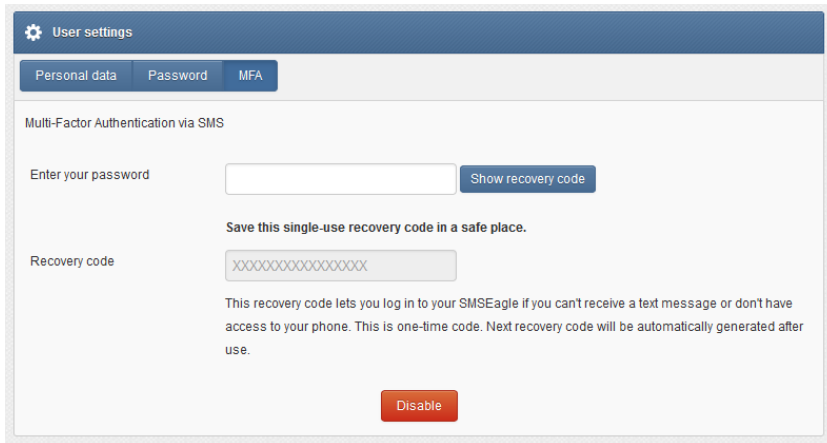 User settings
Personal data Password MFA
Multi-Factor Authentication via SMS
Enter your password Show recovery code
Save this single-use recovery code in a safe place.
Recovery code XXXXXXXXXXXXXXXX
This recovery code lets you log in to your SMSEagle if you can't receive a text message or don't have
access to your phone. This is one-time code. Next recovery code will be automatically generated after
use.
Disable